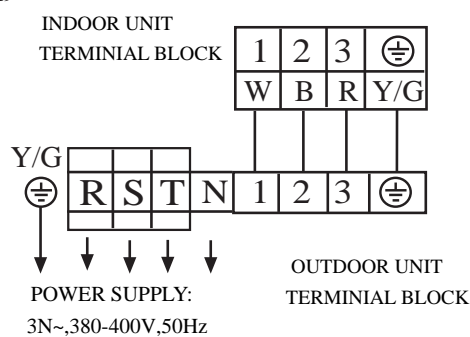 INDOOR UNIT
TERMINIAL BLOCK
1 2 3
W B R Y/G
Y/G
R S T N 1 2 3
OUTDOOR UNIT
TERMINIAL BLOCK
POWER SUPPLY:
3N~,380-400V,50Hz